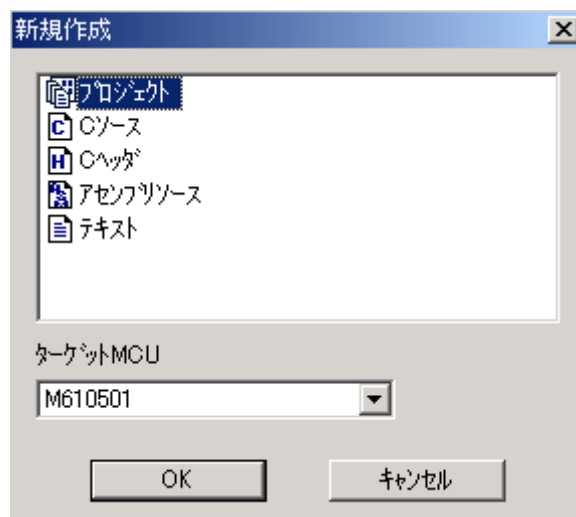 新規作成
プロジェクト
Cソース
Cヘッダ
アセンブリソース
テキスト
ターゲットMCU
M610501
OK
キャンセル